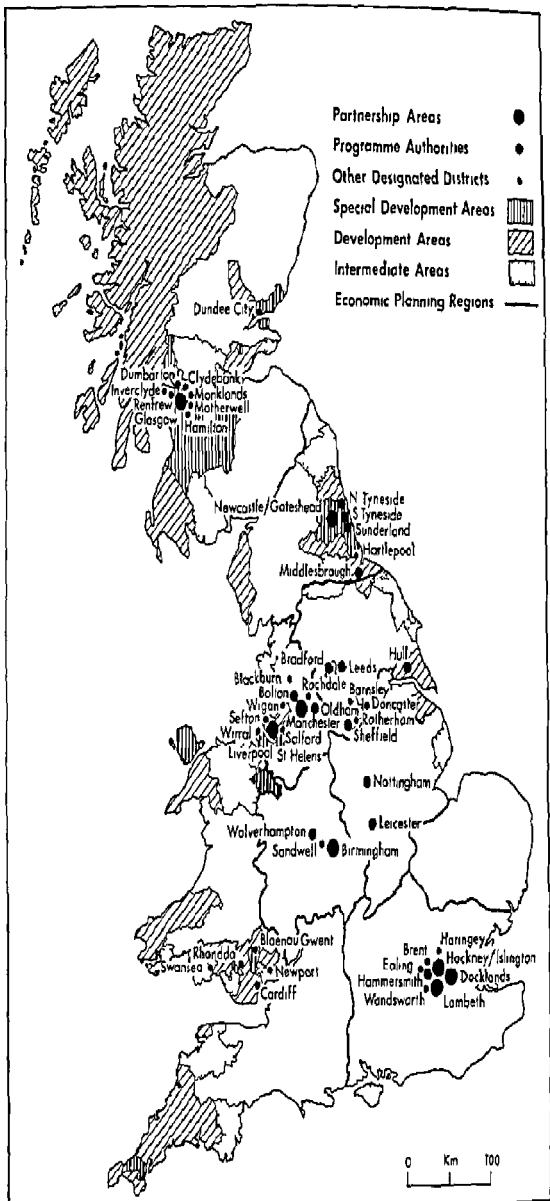 Partnership Areas
Programme Authorities
Other Designated Districts
Special Development Areas
Development Areas
Intermediate Areas
Economic Planning Regions
Dundee City
Dumbarton
Clydebank
Inverclyde
Monklands
Renfrew
Motherwell
Glasgow
Hamilton
Newcastle/Gateshead
N Tyneside
S Tyneside
Sunderland
Hartlepool
Middlesbrough
Bradford
Leeds
Hull
Blackburn
Rochdale
Bolton
Barnsley
Wigan
Oldham
Doncaster
Sefton
Manchester
Rotherham
Wirral
Salford
Sheffield
Liverpool
St Helens
Nottingham
Wolverhampton
Leicester
Sandwell
Birmingham
Blaenau Gwent
Rhondda
Swansea
Newport
Cardiff
Haringey
Brent
Hackney/Islington
Ealing
Docklands
Hammersmith
Wandsworth
Lambeth
0 Km 100